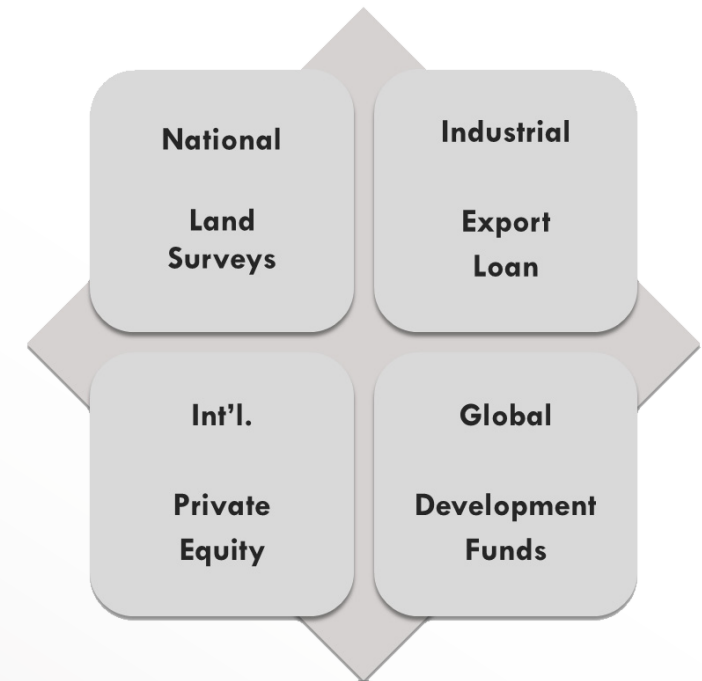 National
Land
Surveys
Industrial
Export
Loan
Int’l.
Private
Equity
Global
Development
Funds